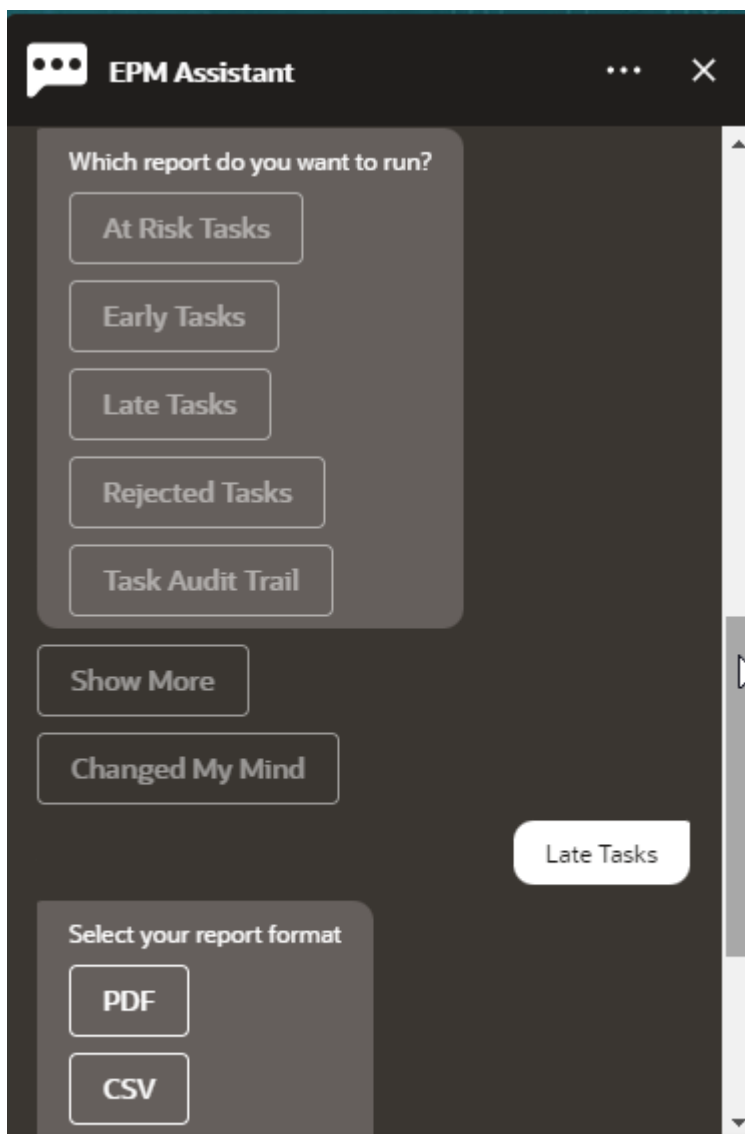 EPM Assistant
Which report do you want to run?
At Risk Tasks
Early Tasks
Late Tasks
Rejected Tasks
Task Audit Trail
Show More
Changed My Mind
Late Tasks
Select your report format
PDF
CSV